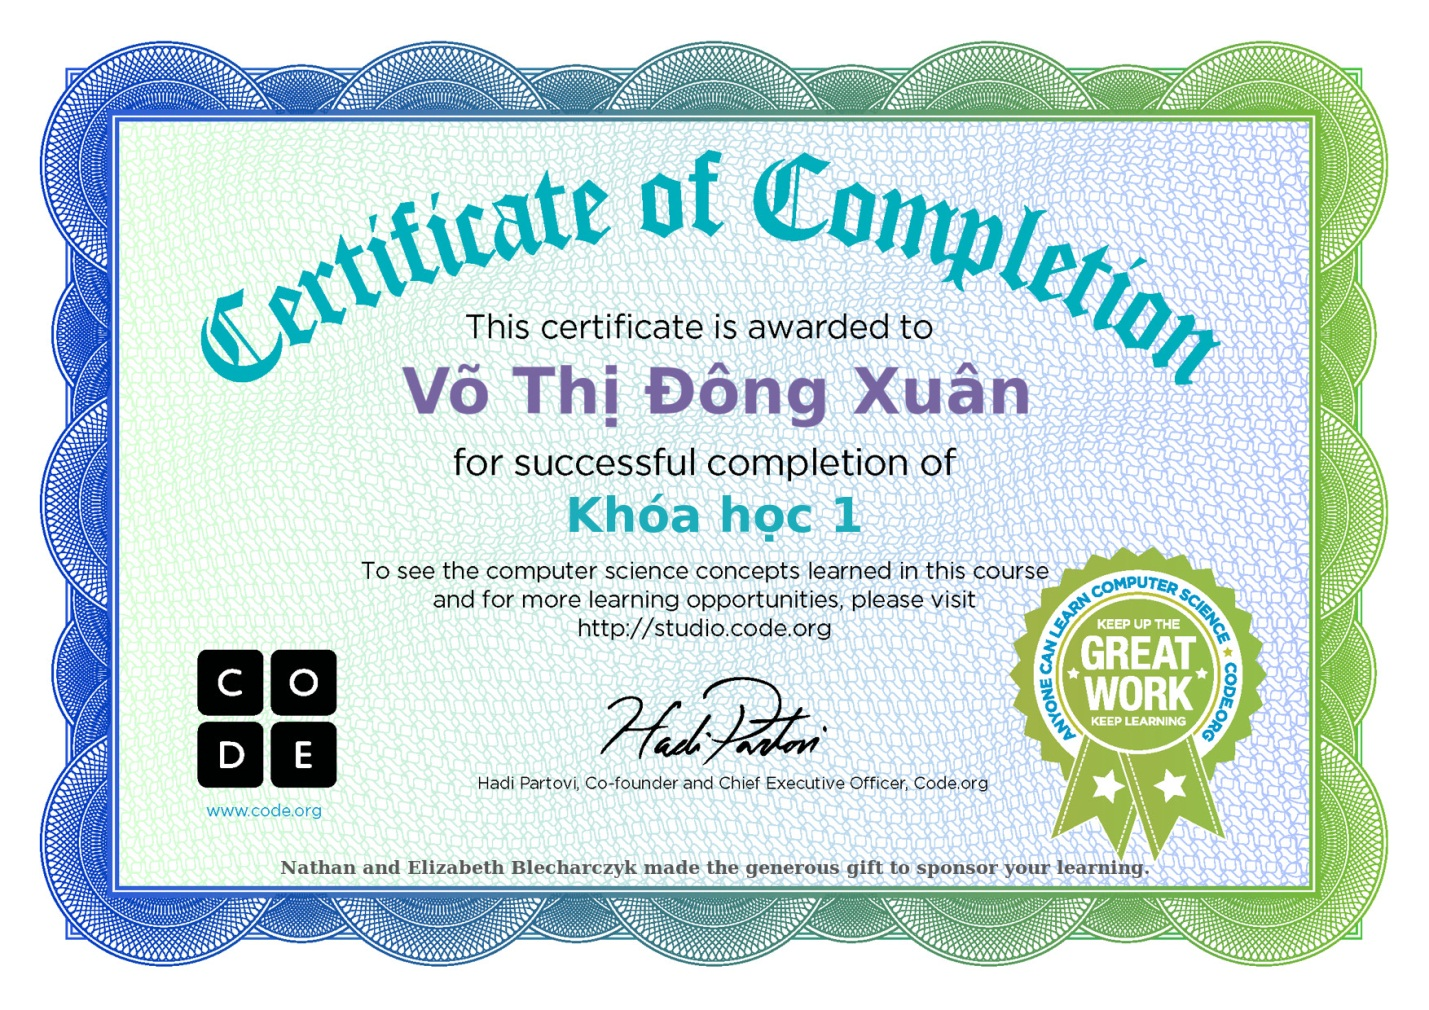 Certificate of Completion
This certificate is awarded to
Võ Thị Đông Xuân
for successful completion of
Khóa học 1
To see the computer science concepts learned in this course
and for more learning opportunities, please visit
http://studio.code.org
C O
D E
www.code.org
Hadi Partovi
Hadi Partovi, Co-founder and Chief Executive Officer, Code.org
ANYONE CAN LEARN COMPUTER SCIENCE ★ CODE.ORG
KEEP UP THE
GREAT
WORK
KEEP LEARNING
Nathan and Elizabeth Blecharczyk made the generous gift to sponsor your learning.